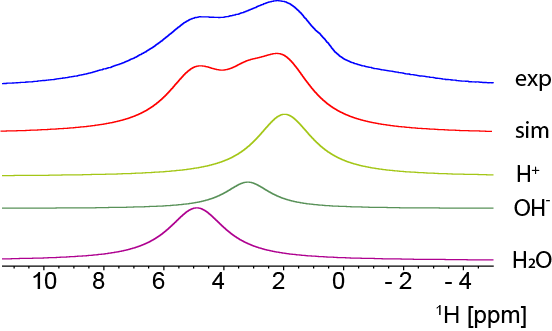 exp
sim
H⁺
OH⁻
H₂O
10 8 6 4 2 0 - 2 - 4
¹H [ppm]